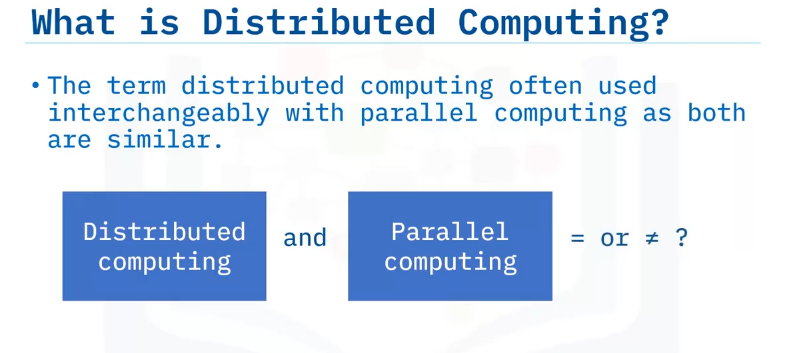 What is Distributed Computing?
• The term distributed computing often used
intercheably with parallel computing as both
are similar.
Distributed
computing
and
Parallel
computing
= or ≠ ?